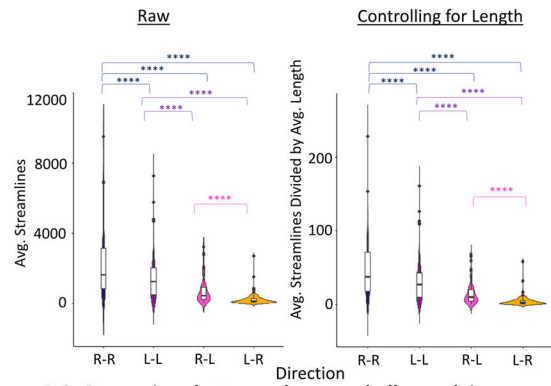 Raw
Controlling for Length
****
****
****
****
****
****
****
****
****
****
****
****
12000
8000
4000
0
Avg. Streamlines
200
100
0
Avg. Streamlines Divided by Avg. Length
R-R L-L R-L L-R
R-R L-L R-L L-R
Direction